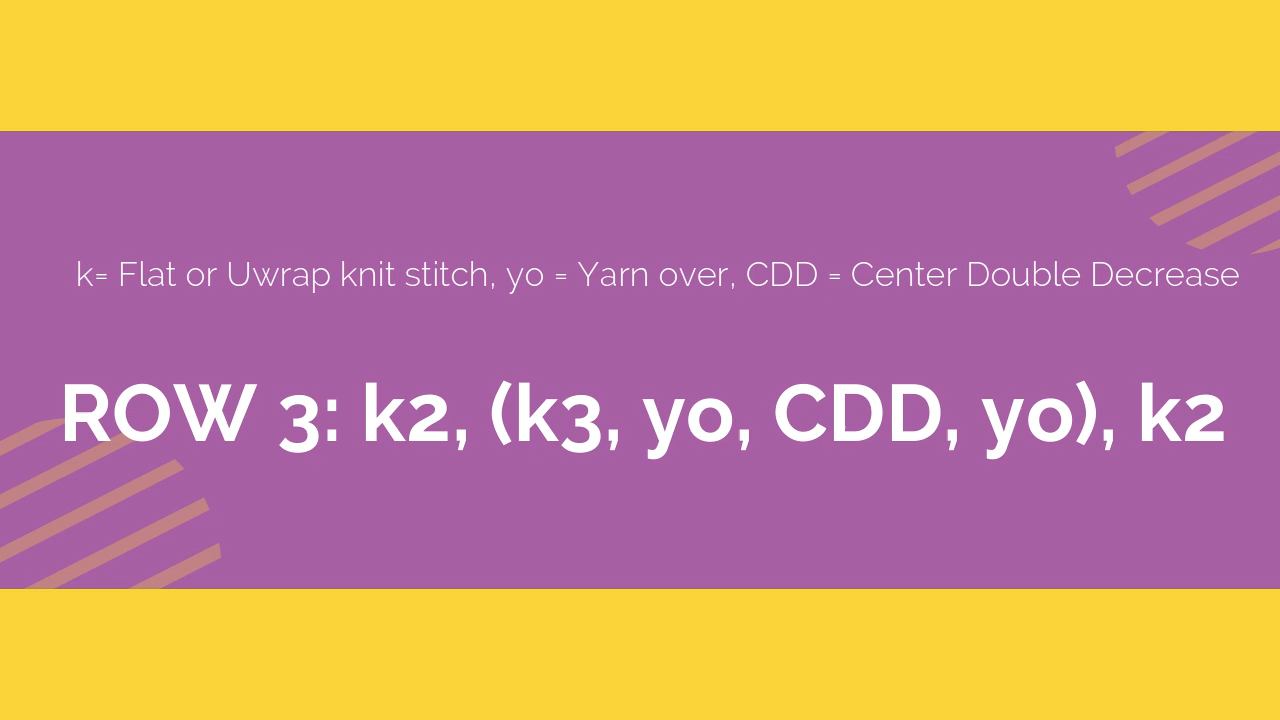 k= Flat or Uwrap knit stitch, yo = Yarn over, CDD = Center Double Decrease
ROW 3: k2, (k3, yo, CDD, yo), k2